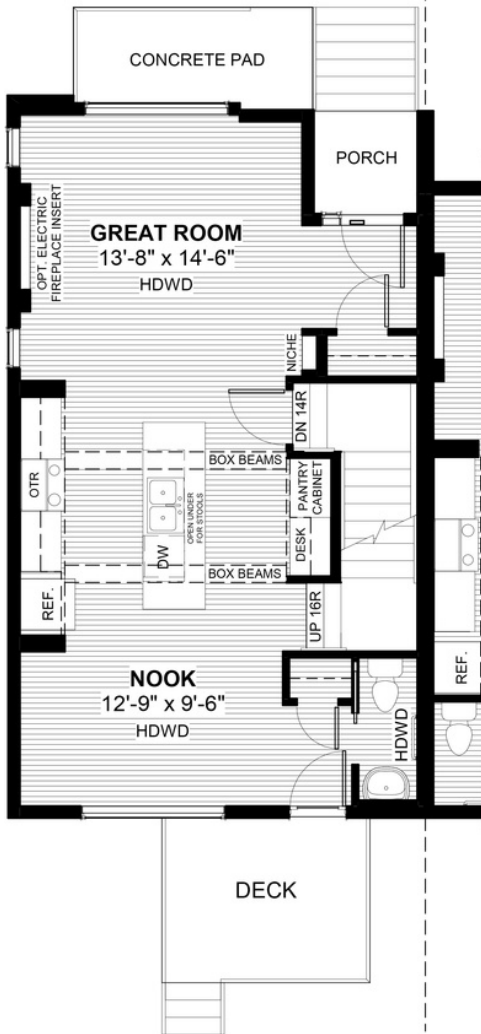 CONCRETE PAD
PORCH
GREAT ROOM
13'-8" x 14'-6"
HDWD
OPT. ELECTRIC
FIREPLACE INSERT
NICHE
DN 14R
BOX BEAMS
OTR
PANTRY
CABINET
OPEN UNDER
FOR STOOLS
DESK
DW
BOX BEAMS
REF.
UP 16R
REF.
NOOK
12'-9" x 9'-6"
HDWD
HDWD
DECK